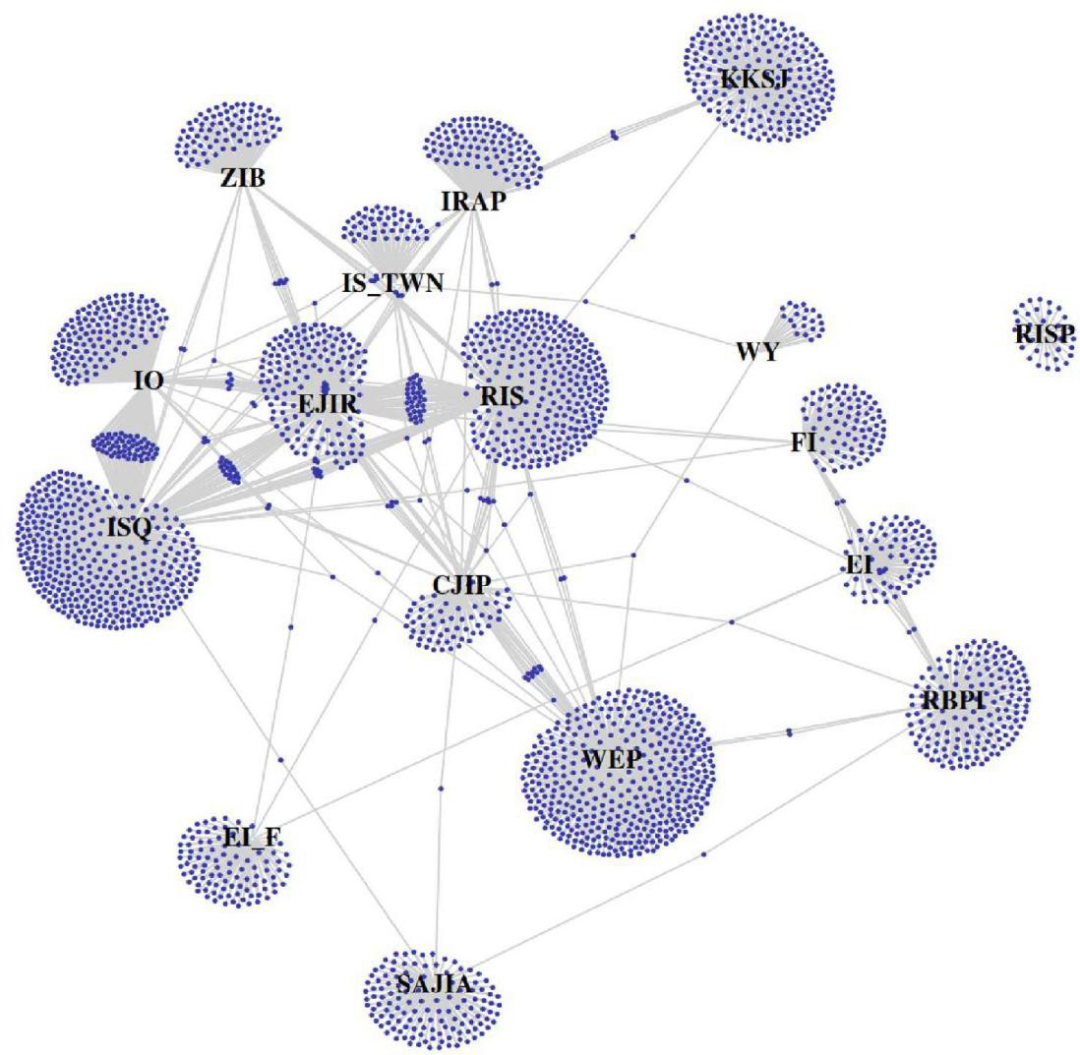 KKSJ
ZIB
IRAP
IS_TWN
RISP
WY
IO
EJIR
RIS
FI
ISQ
EI
CJIP
RBPI
WEP
EI_F
SAJIA